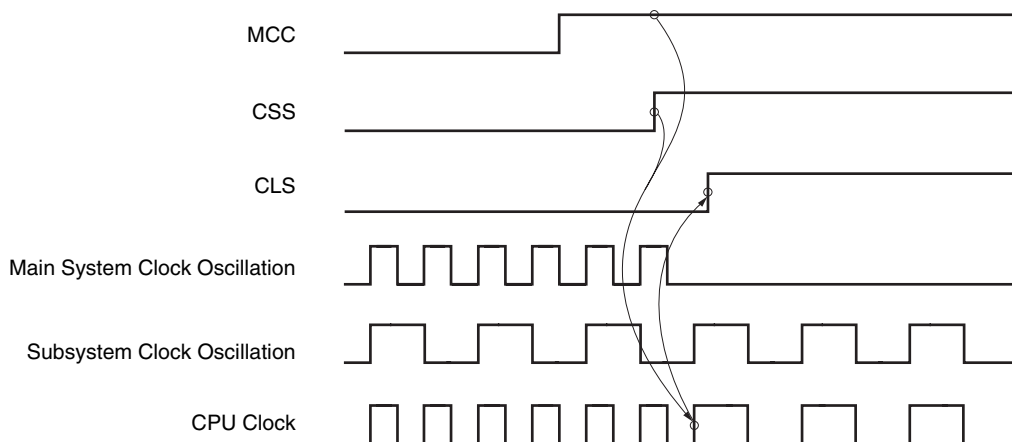 MCC
CSS
CLS
Main System Clock Oscillation
Subsystem Clock Oscillation
CPU Clock